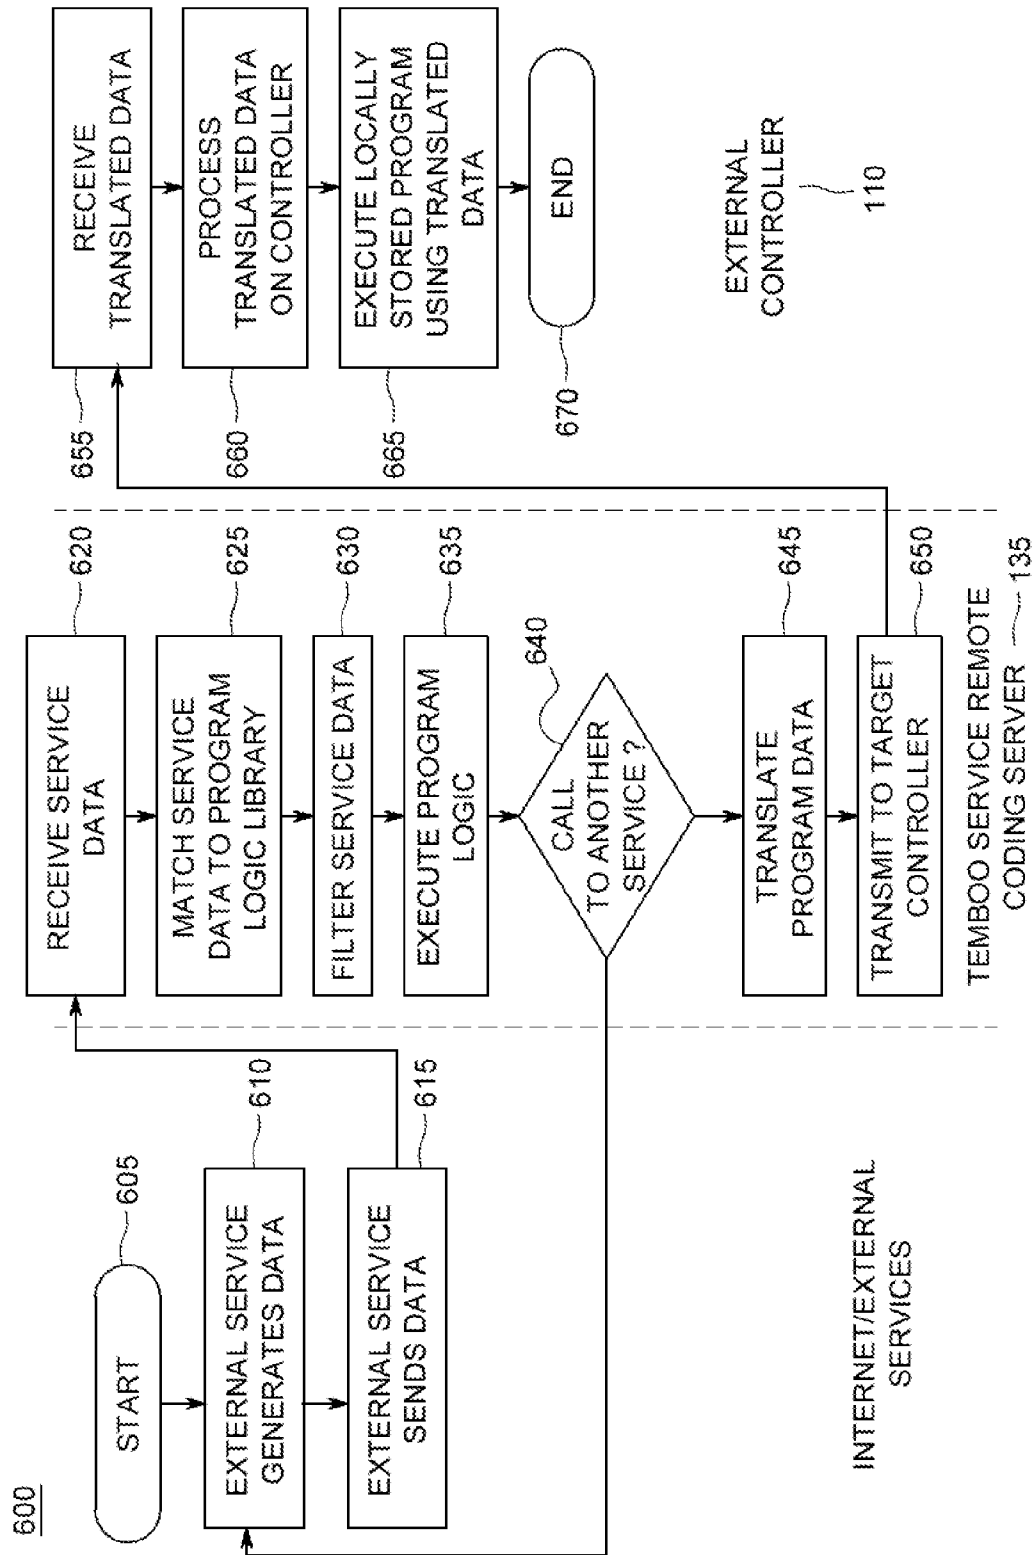 600
START
605
EXTERNAL SERVICE
GENERATES DATA
610
EXTERNAL SERVICE
SENDS DATA
615
INTERNET/EXTERNAL
SERVICES
RECEIVE SERVICE
DATA
620
MATCH SERVICE
DATA TO PROGRAM
LOGIC LIBRARY
625
FILTER SERVICE DATA
630
EXECUTE PROGRAM
LOGIC
635
CALL
TO ANOTHER
SERVICE ?
640
TRANSLATE
PROGRAM DATA
645
TRANSMIT TO TARGET
CONTROLLER
650
TEMBOO SERVICE REMOTE
CODING SERVER
135
RECEIVE
TRANSLATED DATA
655
PROCESS
TRANSLATED DATA
ON CONTROLLER
660
EXECUTE LOCALLY
STORED PROGRAM
USING TRANSLATED
DATA
665
END
670
EXTERNAL
CONTROLLER
110